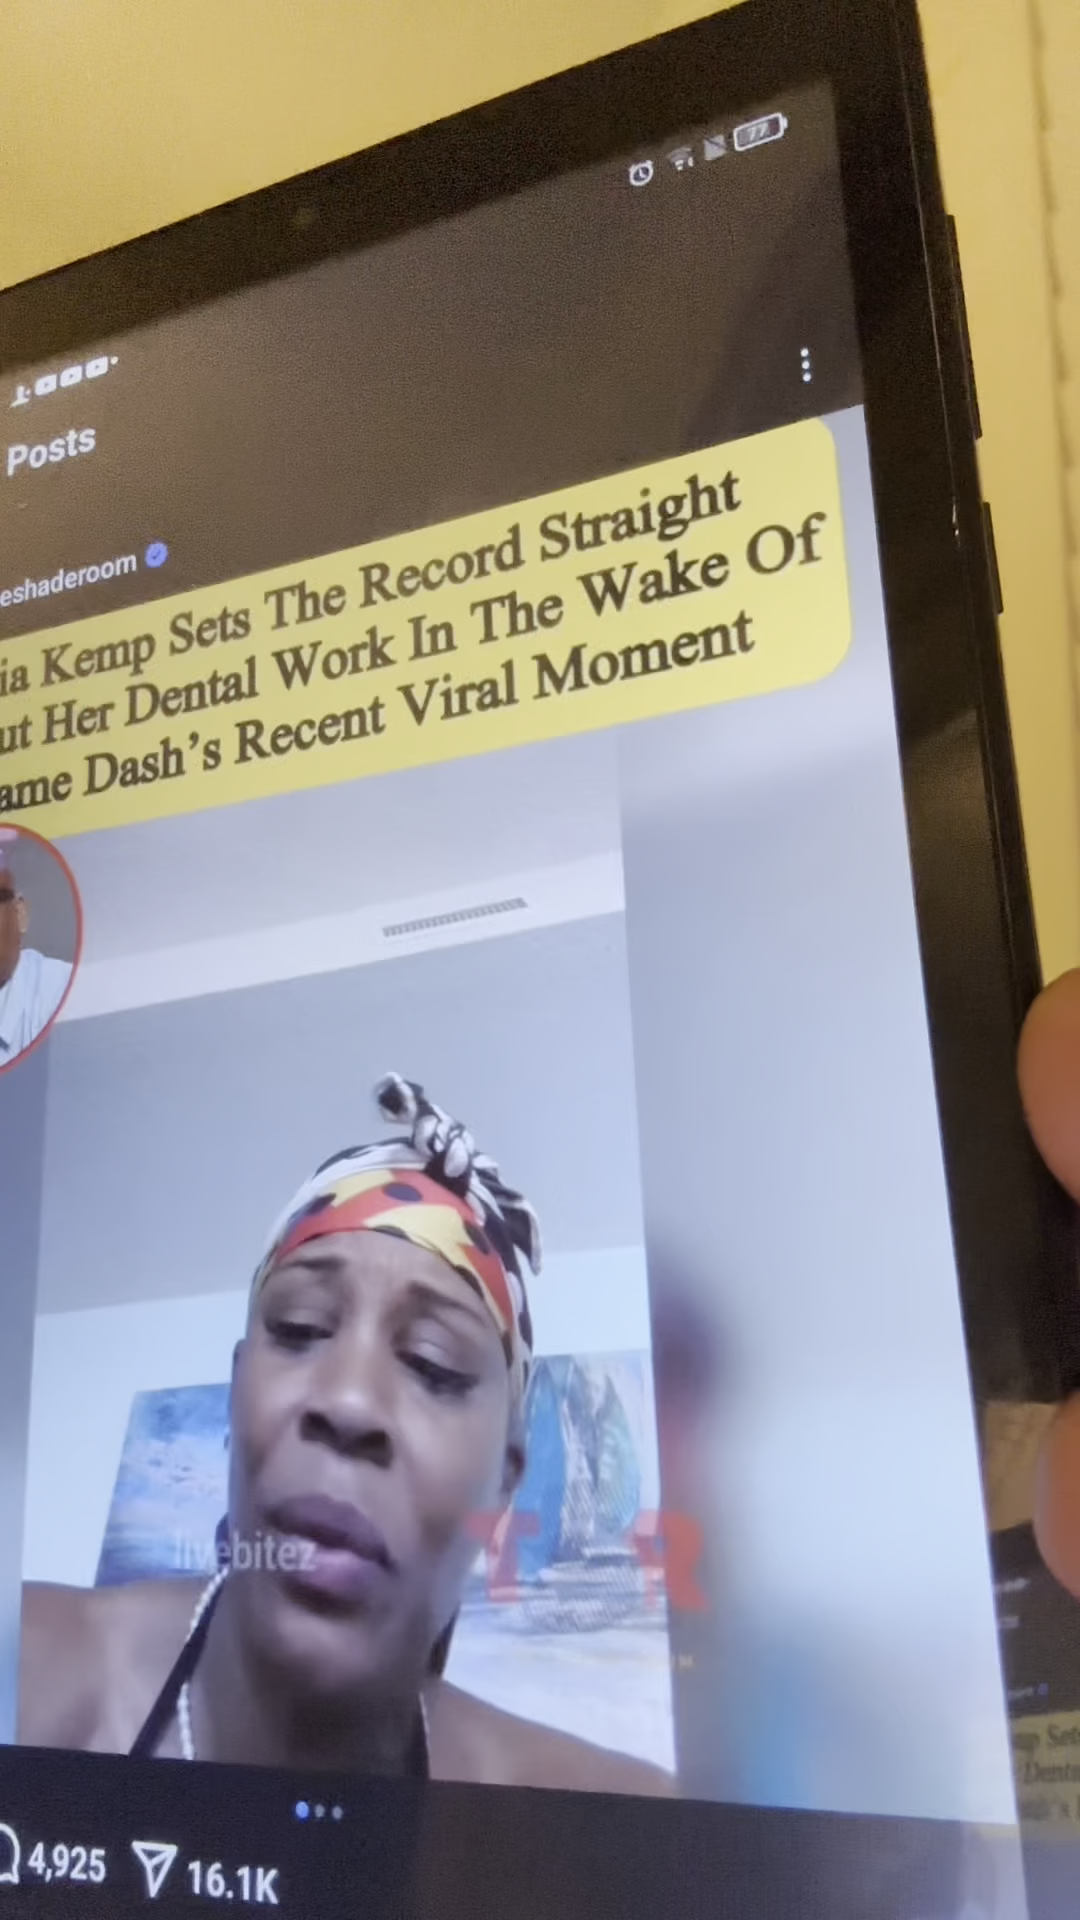 77
Posts
eshaderoom
ia Kemp Sets The Record Straight
ut Her Dental Work In The Wake Of
ame Dash's Recent Viral Moment
livebitez
T R
4,925 16.1K